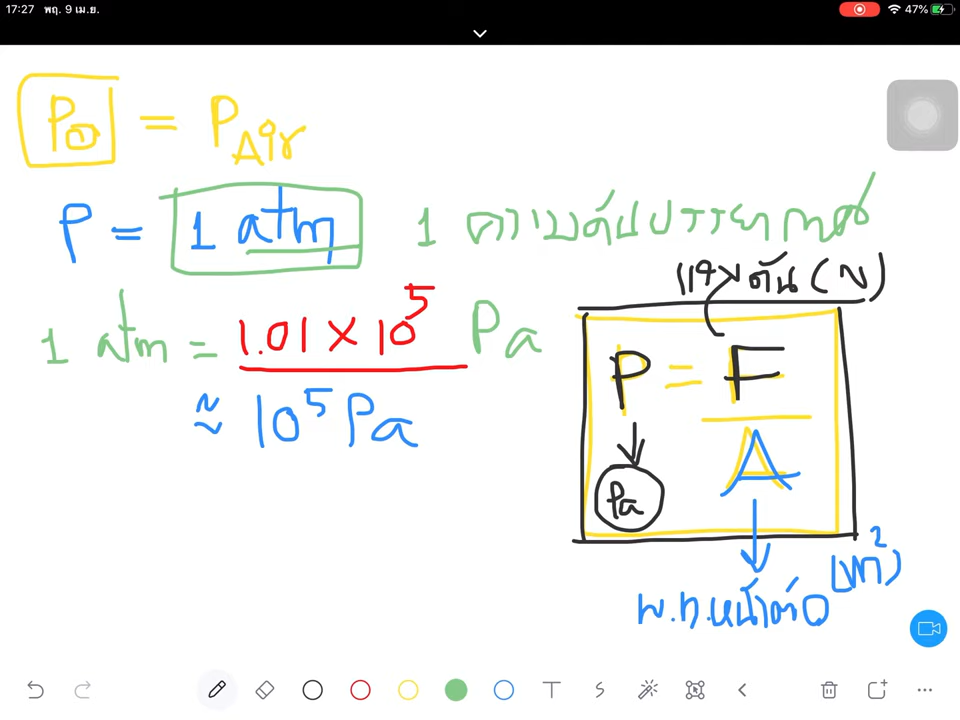 17:27 พฤ. 9 เม.ย.
47%
P₀ = P_Air
P = 1 atm 1 ความดันบรรยากาศ
1 atm = 1.01 × 10⁵ Pa
≈ 10⁵ Pa
แรงดัน (N)
P = F / A
Pa
พ.ท.หน้าตัด (m²)
T